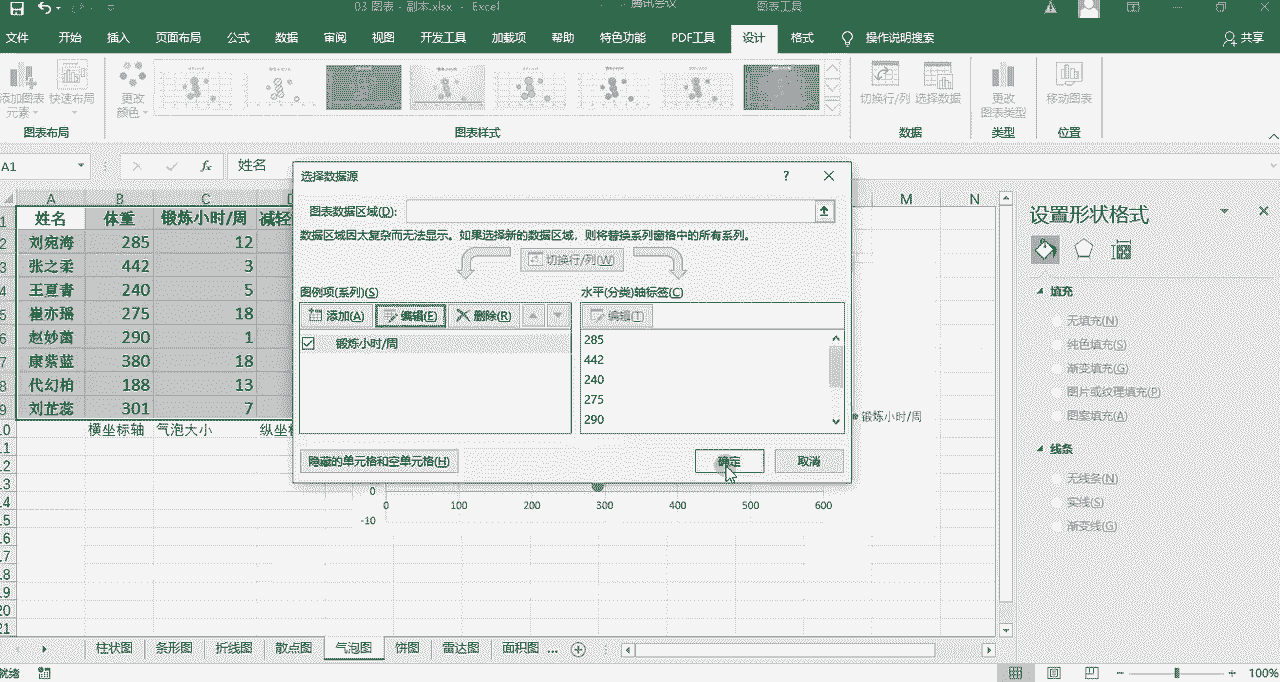 03 图表 - 副本.xlsx - Excel
腾讯会议
图表工具
文件 开始 插入 页面布局 公式 数据 审阅 视图 开发工具 加载项 帮助 特色功能 PDF工具 设计 格式 操作说明搜索 共享
添加图表元素 快速布局 更改颜色 切换行/列 选择数据 更改图表类型 移动图表
图表布局 图表样式 数据 类型 位置
A1 fx 姓名
A B C M N
1 姓名 体重 锻炼小时/周 减轻
2 刘宛海 285 12
3 张之柔 442 3
4 王夏青 240 5
5 崔亦瑶 275 18
6 赵妙菡 290 1
7 康紫蓝 380 18
8 代幻柏 188 13
9 刘芷蕊 301 7
10 横坐标轴 气泡大小 纵坐标
11
12
13
14
15
16
17
18
19
20
21
选择数据源 ?
图表数据区域(D):
数据区域因太复杂而无法显示。如果选择新的数据区域，则将替换系列窗格中的所有系列。
切换行/列(W)
图例项(系列)(S) 水平(分类)轴标签(C)
添加(A) 编辑(E) 删除(R) 编辑(T)
锻炼小时/周
285
442
240
275
290
隐藏的单元格和空单元格(H) 确定 取消
锻炼小时/周
0
-10
0 100 200 300 400 500 600
设置形状格式
填充
无填充(N)
纯色填充(S)
渐变填充(G)
图片或纹理填充(P)
图案填充(A)
线条
无线条(N)
实线(S)
渐变线(G)
柱状图 条形图 折线图 散点图 气泡图 饼图 雷达图 面积图 ...
就绪 100%